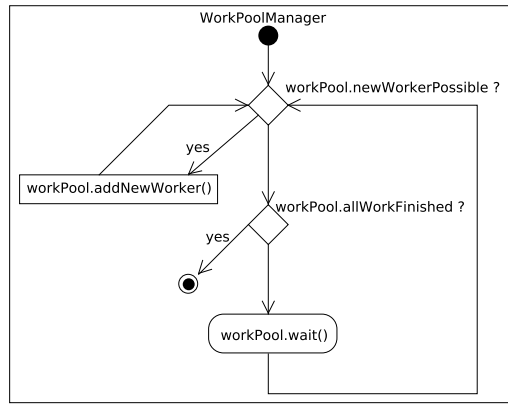 WorkPoolManager
workPool.newWorkerPossible ?
yes
workPool.addNewWorker()
workPool.allWorkFinished ?
yes
workPool.wait()